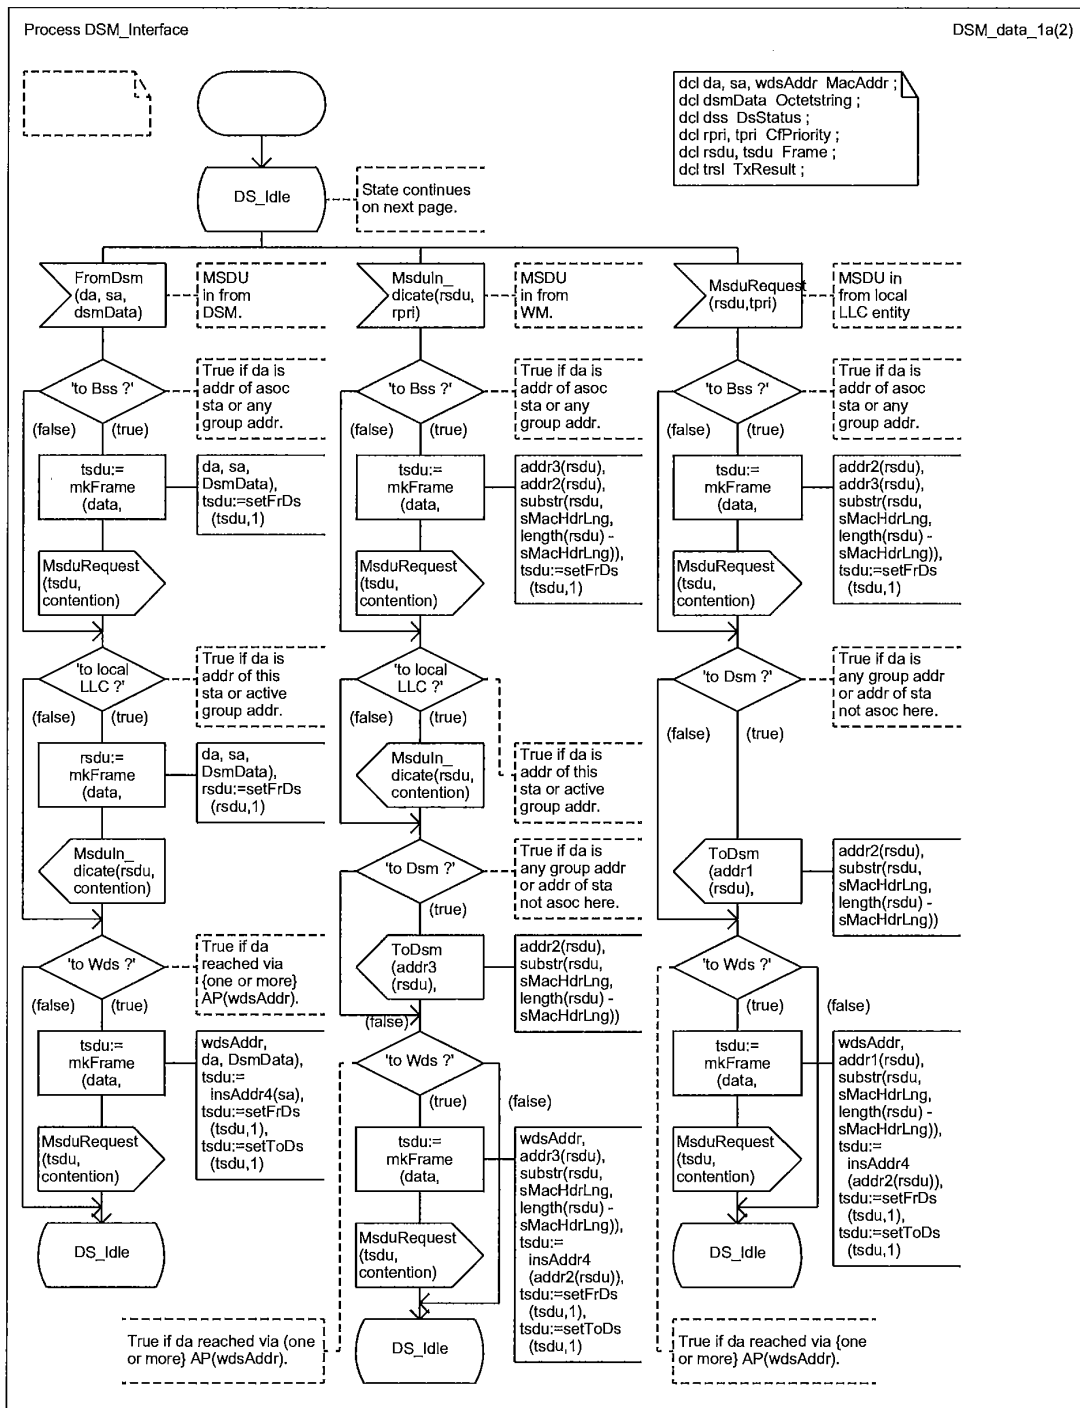 Process DSM_Interface
DSM_data_1a(2)
dcl da, sa, wdsAddr MacAddr ;
dcl dsmData Octetstring ;
dcl dss DsStatus ;
dcl rpri, tpri CfPriority ;
dcl rsdu, tsdu Frame ;
dcl trsl TxResult ;
DS_Idle
State continues
on next page.
FromDsm
(da, sa,
dsmData)
MSDU
in from
DSM.
'to Bss ?'
True if da is
addr of asoc
sta or any
group addr.
(false)
(true)
tsdu:=
mkFrame
(data,
da, sa,
DsmData),
tsdu:=setFrDs
(tsdu,1)
MsduRequest
(tsdu,
contention)
'to local
LLC ?'
True if da is
addr of this
sta or active
group addr.
(false)
(true)
rsdu:=
mkFrame
(data,
da, sa,
DsmData),
rsdu:=setFrDs
(rsdu,1)
MsduIn_
dicate(rsdu,
contention)
'to Wds ?'
True if da
reached via
{one or more}
AP(wdsAddr).
(false)
(true)
tsdu:=
mkFrame
(data,
wdsAddr,
da, DsmData),
tsdu:=
insAddr4(sa),
tsdu:=setFrDs
(tsdu,1),
tsdu:=setToDs
(tsdu,1)
MsduRequest
(tsdu,
contention)
DS_Idle
MsduIn_
dicate(rsdu,
rpri)
MSDU
in from
WM.
'to Bss ?'
True if da is
addr of asoc
sta or any
group addr.
(false)
(true)
tsdu:=
mkFrame
(data,
addr3(rsdu),
addr2(rsdu),
substr(rsdu,
sMacHdrLng,
length(rsdu) -
sMacHdrLng)),
tsdu:=setFrDs
(tsdu,1)
MsduRequest
(tsdu,
contention)
'to local
LLC ?'
(false)
(true)
MsduIn_
dicate(rsdu,
contention)
True if da is
addr of this
sta or active
group addr.
'to Dsm ?'
True if da is
any group addr
or addr of sta
not asoc here.
(true)
ToDsm
(addr3
(rsdu),
addr2(rsdu),
substr(rsdu,
sMacHdrLng,
length(rsdu) -
sMacHdrLng))
(false)
'to Wds ?'
(true)
(false)
tsdu:=
mkFrame
(data,
wdsAddr,
addr3(rsdu),
substr(rsdu,
sMacHdrLng,
length(rsdu) -
sMacHdrLng)),
tsdu:=
insAddr4
(addr2(rsdu)),
tsdu:=setFrDs
(tsdu,1),
tsdu:=setToDs
(tsdu,1)
MsduRequest
(tsdu,
contention)
True if da reached via (one
or more} AP(wdsAddr).
DS_Idle
MsduRequest
(rsdu,tpri)
MSDU in
from local
LLC entity
'to Bss ?'
True if da is
addr of asoc
sta or any
group addr.
(false)
(true)
tsdu:=
mkFrame
(data,
addr2(rsdu),
addr3(rsdu),
substr(rsdu,
sMacHdrLng,
length(rsdu) -
sMacHdrLng)),
tsdu:=setFrDs
(tsdu,1)
MsduRequest
(tsdu,
contention)
'to Dsm ?'
True if da is
any group addr
or addr of sta
not asoc here.
(false)
(true)
ToDsm
(addr1
(rsdu),
addr2(rsdu),
substr(rsdu,
sMacHdrLng,
length(rsdu) -
sMacHdrLng))
'to Wds ?'
(true)
(false)
tsdu:=
mkFrame
(data,
wdsAddr,
addr1(rsdu),
substr(rsdu,
sMacHdrLng,
length(rsdu) -
sMacHdrLng)),
tsdu:=
insAddr4
(addr2(rsdu)),
tsdu:=setFrDs
(tsdu,1),
tsdu:=setToDs
(tsdu,1)
MsduRequest
(tsdu,
contention)
DS_Idle
True if da reached via {one
or more} AP(wdsAddr).